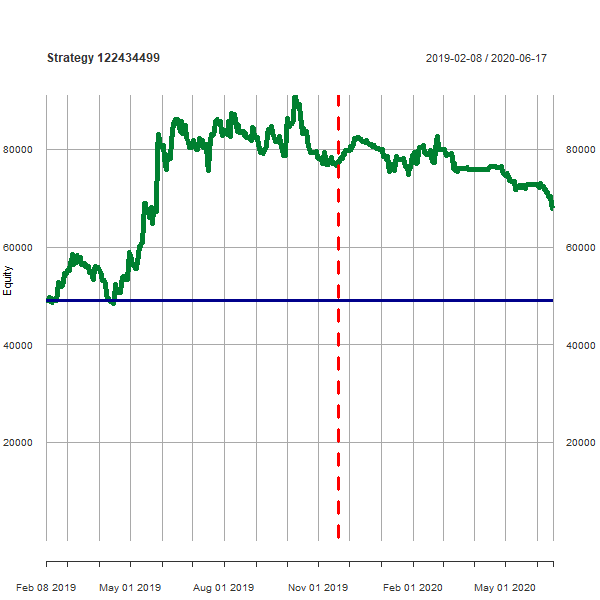 Strategy 122434499
2019-02-08 / 2020-06-17
80000
80000
60000
60000
Equity
40000
40000
20000
20000
Feb 08 2019
May 01 2019
Aug 01 2019
Nov 01 2019
Feb 01 2020
May 01 2020